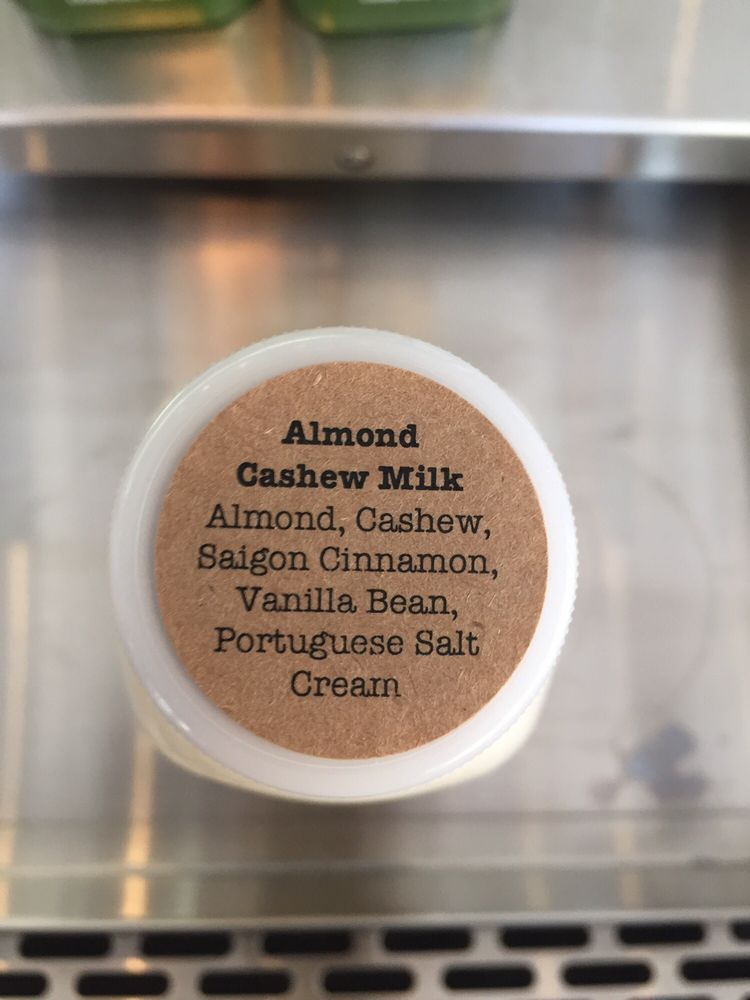 Almond
Cashew Milk
Almond, Cashew,
Saigon Cinnamon,
Vanilla Bean,
Portuguese Salt
Cream